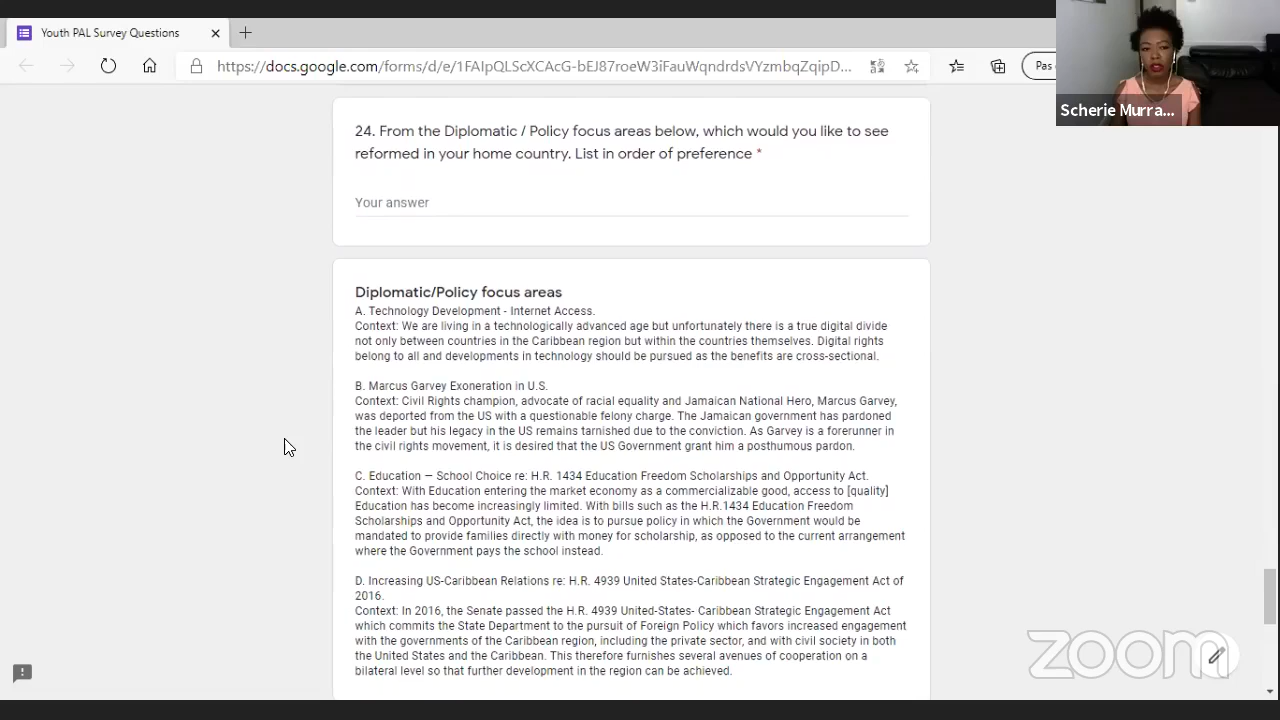 Youth PAL Survey Questions
https://docs.google.com/forms/d/e/1FAIpQLScXCAcG-bEJ87roeW3iFauWqndrdsVYzmbqZqipD...
Pas
Scherie Murra...
24. From the Diplomatic / Policy focus areas below, which would you like to see
reformed in your home country. List in order of preference *
Your answer
Diplomatic/Policy focus areas
A. Technology Development - Internet Access.
Context: We are living in a technologically advanced age but unfortunately there is a true digital divide
not only between countries in the Caribbean region but within the countries themselves. Digital rights
belong to all and developments in technology should be pursued as the benefits are cross-sectional.
B. Marcus Garvey Exoneration in U.S.
Context: Civil Rights champion, advocate of racial equality and Jamaican National Hero, Marcus Garvey,
was deported from the US with a questionable felony charge. The Jamaican government has pardoned
the leader but his legacy in the US remains tarnished due to the conviction. As Garvey is a forerunner in
the civil rights movement, it is desired that the US Government grant him a posthumous pardon.
C. Education — School Choice re: H.R. 1434 Education Freedom Scholarships and Opportunity Act.
Context: With Education entering the market economy as a commercializable good, access to [quality]
Education has become increasingly limited. With bills such as the H.R.1434 Education Freedom
Scholarships and Opportunity Act, the idea is to pursue policy in which the Government would be
mandated to provide families directly with money for scholarship, as opposed to the current arrangement
where the Government pays the school instead.
D. Increasing US-Caribbean Relations re: H.R. 4939 United States-Caribbean Strategic Engagement Act of
2016.
Context: In 2016, the Senate passed the H.R. 4939 United-States- Caribbean Strategic Engagement Act
which commits the State Department to the pursuit of Foreign Policy which favors increased engagement
with the governments of the Caribbean region, including the private sector, and with civil society in both
the United States and the Caribbean. This therefore furnishes several avenues of cooperation on a
bilateral level so that further development in the region can be achieved.
zoom